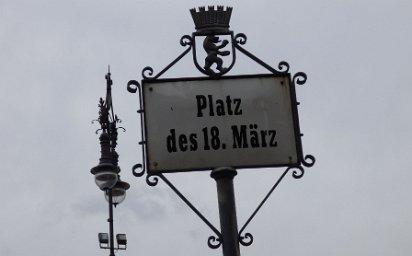 Platz
des 18. März